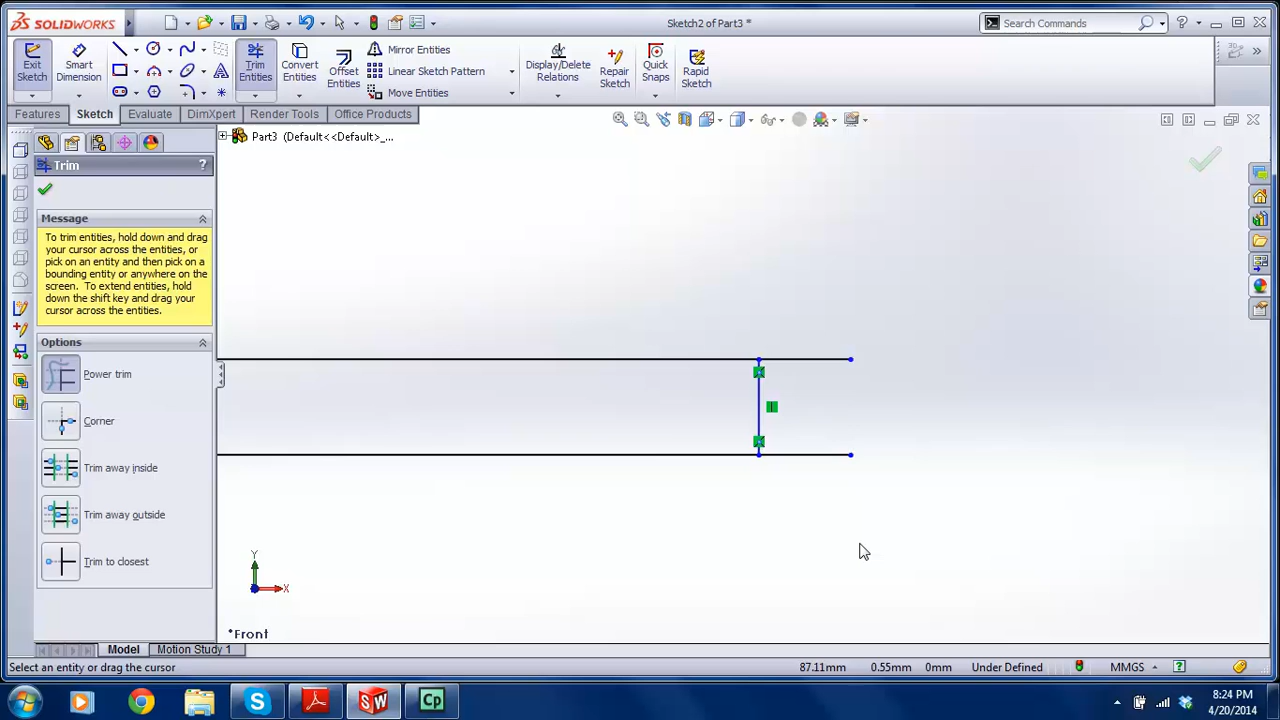 SOLIDWORKS
Sketch2 of Part3 *
Search Commands
Exit Sketch
Smart Dimension
Trim Entities
Convert Entities
Offset Entities
Mirror Entities
Linear Sketch Pattern
Move Entities
Display/Delete Relations
Repair Sketch
Quick Snaps
Rapid Sketch
Features
Sketch
Evaluate
DimXpert
Render Tools
Office Products
Part3 (Default<<Default>_...
Trim
?
Message
To trim entities, hold down and drag
your cursor across the entities, or
pick on an entity and then pick on a
bounding entity or anywhere on the
screen. To extend entities, hold
down the shift key and drag your
cursor across the entities.
Options
Power trim
Corner
Trim away inside
Trim away outside
Trim to closest
Y
X
*Front
Model
Motion Study 1
Select an entity or drag the cursor
87.11mm
0.55mm
0mm
Under Defined
MMGS
8:24 PM
4/20/2014